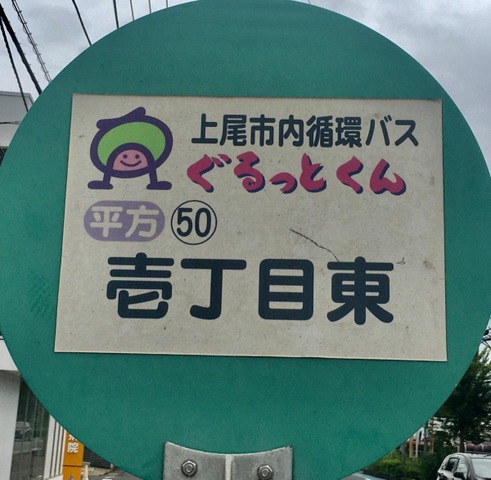 上尾市内循環バス
ぐるっとくん
平方 50
壱丁目東
院